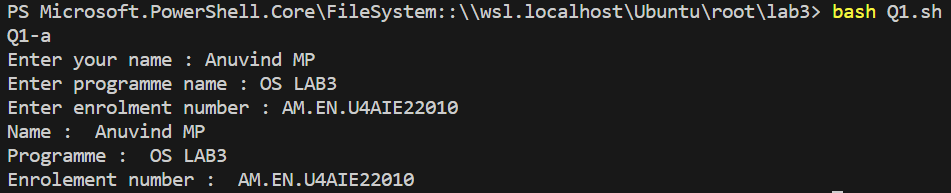 PS Microsoft.PowerShell.Core\FileSystem::\\wsl.localhost\Ubuntu\root\lab3> bash Q1.sh
Q1-a
Enter your name : Anuvind MP
Enter programme name : OS LAB3
Enter enrolment number : AM.EN.U4AIE22010
Name :  Anuvind MP
Programme :  OS LAB3
Enrolement number :  AM.EN.U4AIE22010